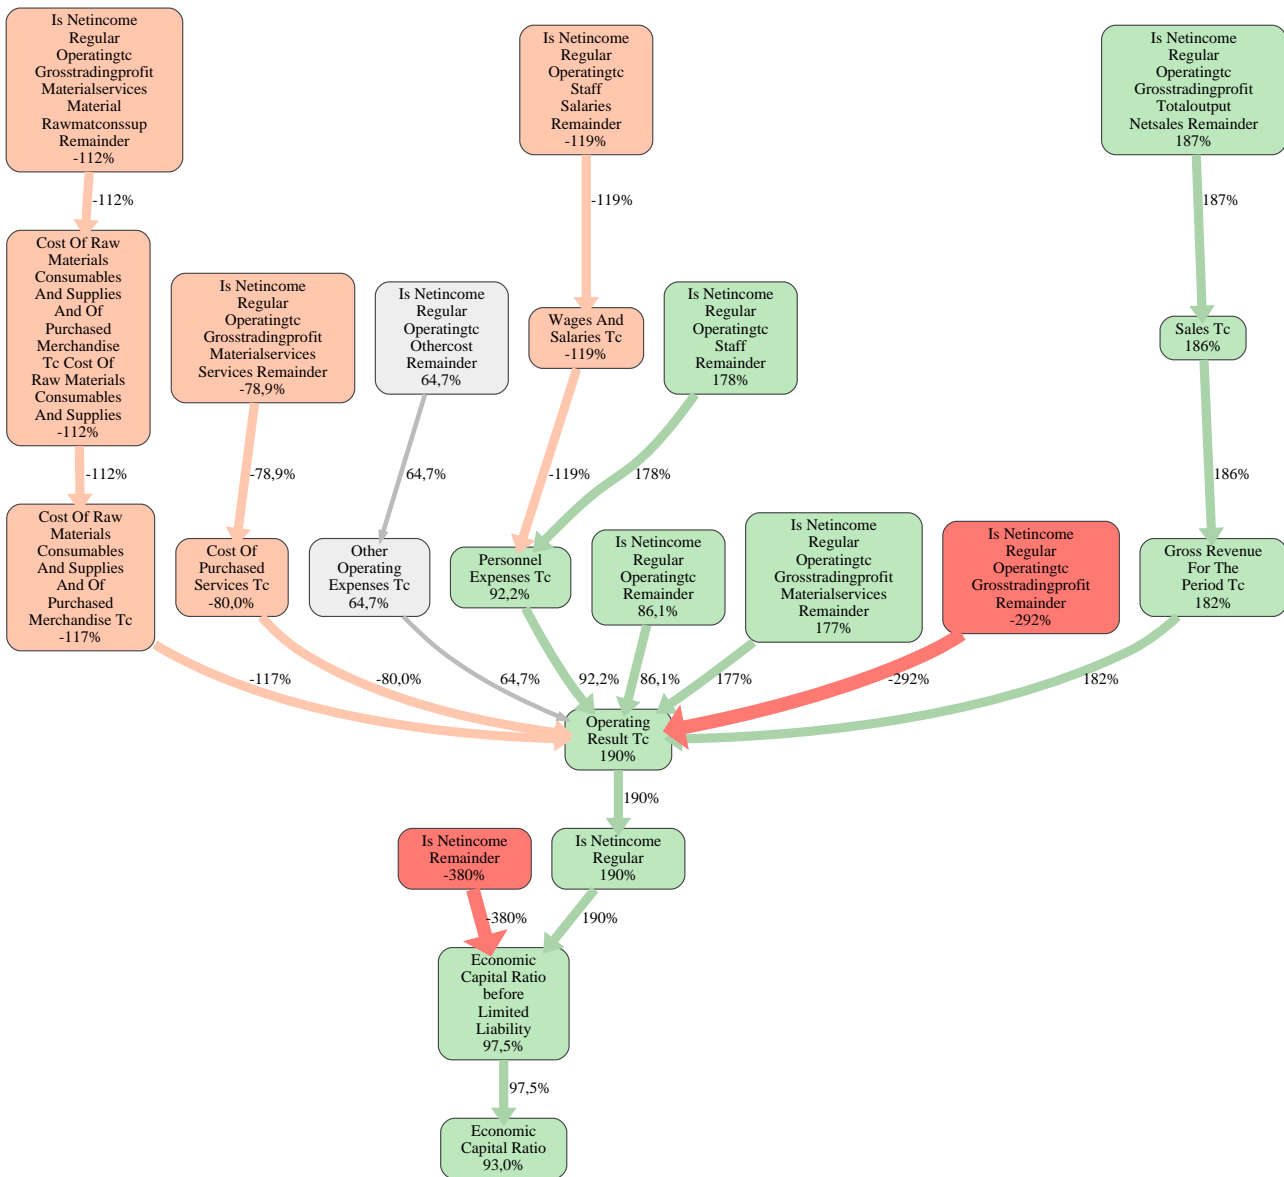 Is Netincome
Regular
Operatingtc
Grosstradingprofit
Materialservices
Material
Rawmatconssup
Remainder
-112%
Is Netincome
Regular
Operatingtc
Staff
Salaries
Remainder
-119%
Is Netincome
Regular
Operatingtc
Grosstradingprofit
Totaloutput
Netsales Remainder
187%
-112%
-119%
187%
Cost Of Raw
Materials
Consumables
And Supplies
And Of
Purchased
Merchandise
Tc Cost Of
Raw Materials
Consumables
And Supplies
-112%
Is Netincome
Regular
Operatingtc
Grosstradingprofit
Materialservices
Services Remainder
-78,9%
Is Netincome
Regular
Operatingtc
Othercost
Remainder
64,7%
Wages And
Salaries Tc
-119%
Is Netincome
Regular
Operatingtc
Staff
Remainder
178%
Sales Tc
186%
-112%
-78,9%
64,7%
-119%
178%
186%
Cost Of Raw
Materials
Consumables
And Supplies
And Of
Purchased
Merchandise Tc
-117%
Cost Of
Purchased
Services Tc
-80,0%
Other
Operating
Expenses Tc
64,7%
Personnel
Expenses Tc
92,2%
Is Netincome
Regular
Operatingtc
Remainder
86,1%
Is Netincome
Regular
Operatingtc
Grosstradingprofit
Materialservices
Remainder
177%
Is Netincome
Regular
Operatingtc
Grosstradingprofit
Remainder
-292%
Gross Revenue
For The
Period Tc
182%
-117%
-80,0%
64,7%
92,2%
86,1%
177%
-292%
182%
Operating
Result Tc
190%
190%
Is Netincome
Remainder
-380%
Is Netincome
Regular
190%
-380%
190%
Economic
Capital Ratio
before
Limited
Liability
97,5%
97,5%
Economic
Capital Ratio
93,0%